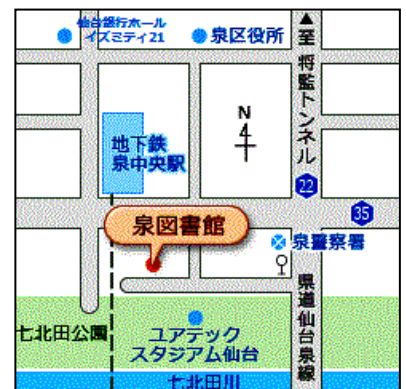 仙台銀行ホール
イズミティ21
泉区役所
▲至将監トンネル
N
地下鉄
泉中央駅
22
35
泉図書館
泉警察署
県道仙台泉線
七北田公園
ユアテック
スタジアム仙台
七北田川